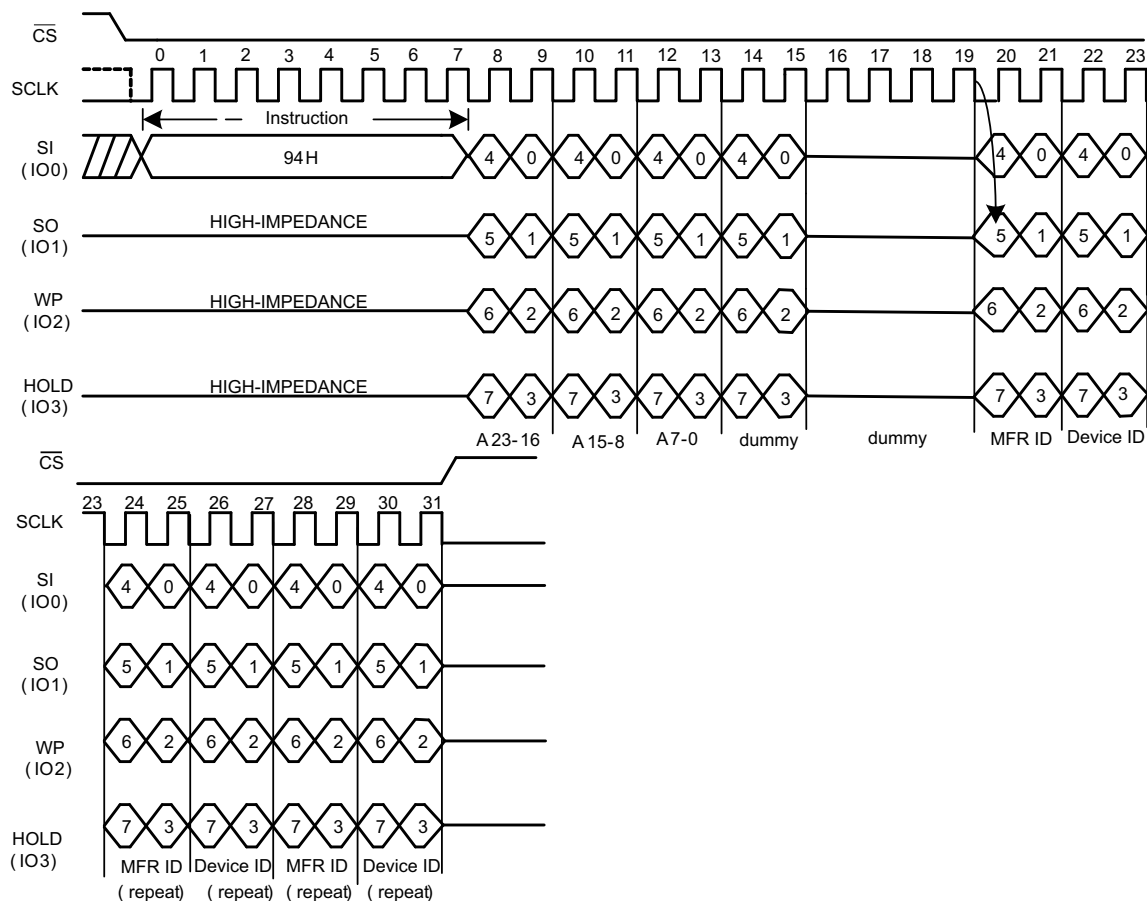 CS
0 1 2 3 4 5 6 7 8 9 10 11 12 13 14 15 16 17 18 19 20 21 22 23
SCLK
Instruction
SI
(IO0)
94H
4 0 4 0 4 0 4 0 4 0 4 0
SO
(IO1)
HIGH-IMPEDANCE
5 1 5 1 5 1 5 1 5 1 5 1
WP
(IO2)
HIGH-IMPEDANCE
6 2 6 2 6 2 6 2 6 2 6 2
HOLD
(IO3)
HIGH-IMPEDANCE
7 3 7 3 7 3 7 3 7 3 7 3
A23-16 A15-8 A7-0 dummy dummy MFR ID Device ID
CS
23 24 25 26 27 28 29 30 31
SCLK
SI
(IO0)
4 0 4 0 4 0 4 0
SO
(IO1)
5 1 5 1 5 1 5 1
WP
(IO2)
6 2 6 2 6 2 6 2
HOLD
(IO3)
7 3 7 3 7 3 7 3
MFR ID Device ID MFR ID Device ID
(repeat) (repeat) (repeat) (repeat)